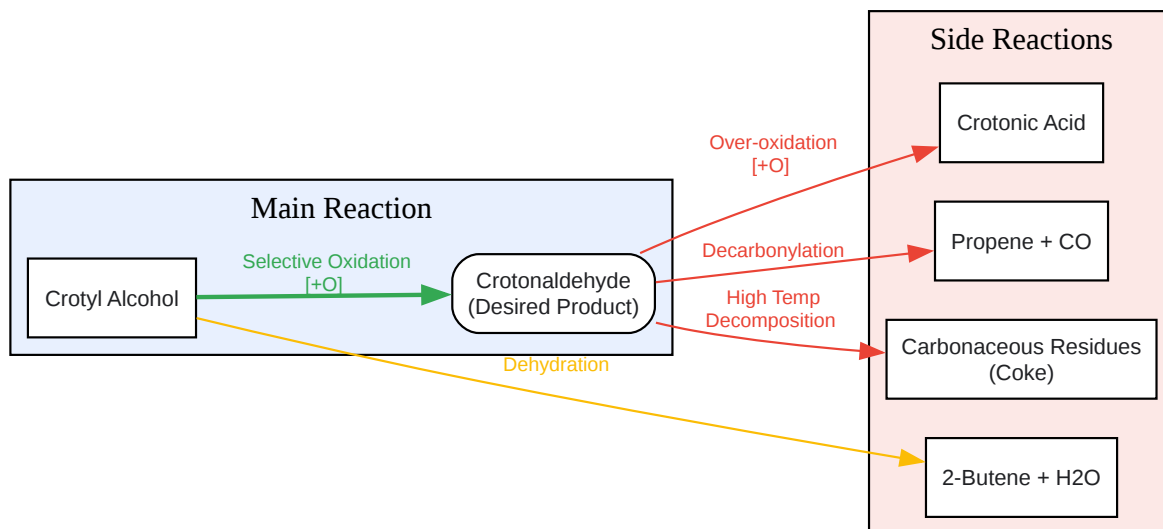 Main Reaction
Crotyl Alcohol
Selective Oxidation
[+O]
Crotonaldehyde
(Desired Product)
Over-oxidation
[+O]
Decarbonylation
High Temp
Decomposition
Dehydration
Side Reactions
Crotonic Acid
Propene + CO
Carbonaceous Residues
(Coke)
2-Butene + H2O